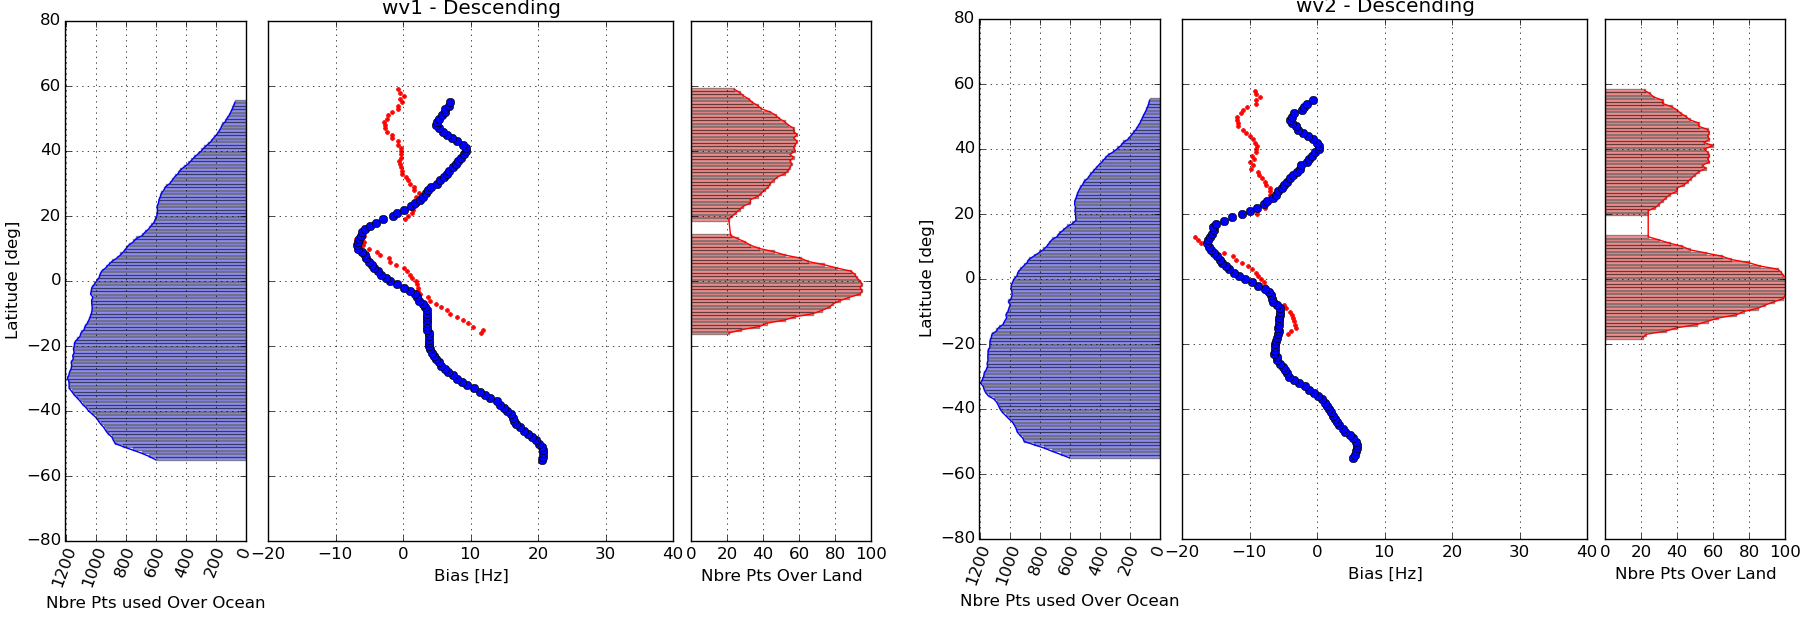 wv1 - Descending
80
60
40
20
0
−20
−40
−60
−80
Latitude [deg]
1200 1000 800 600 400 200 0
Nbre Pts used Over Ocean
−20 −10 0 10 20 30 40
Bias [Hz]
0 20 40 60 80 100
Nbre Pts Over Land
wv2 - Descending
80
60
40
20
0
−20
−40
−60
−80
Latitude [deg]
1200 1000 800 600 400 200 0
Nbre Pts used Over Ocean
−20 −10 0 10 20 30 40
Bias [Hz]
0 20 40 60 80 100
Nbre Pts Over Land